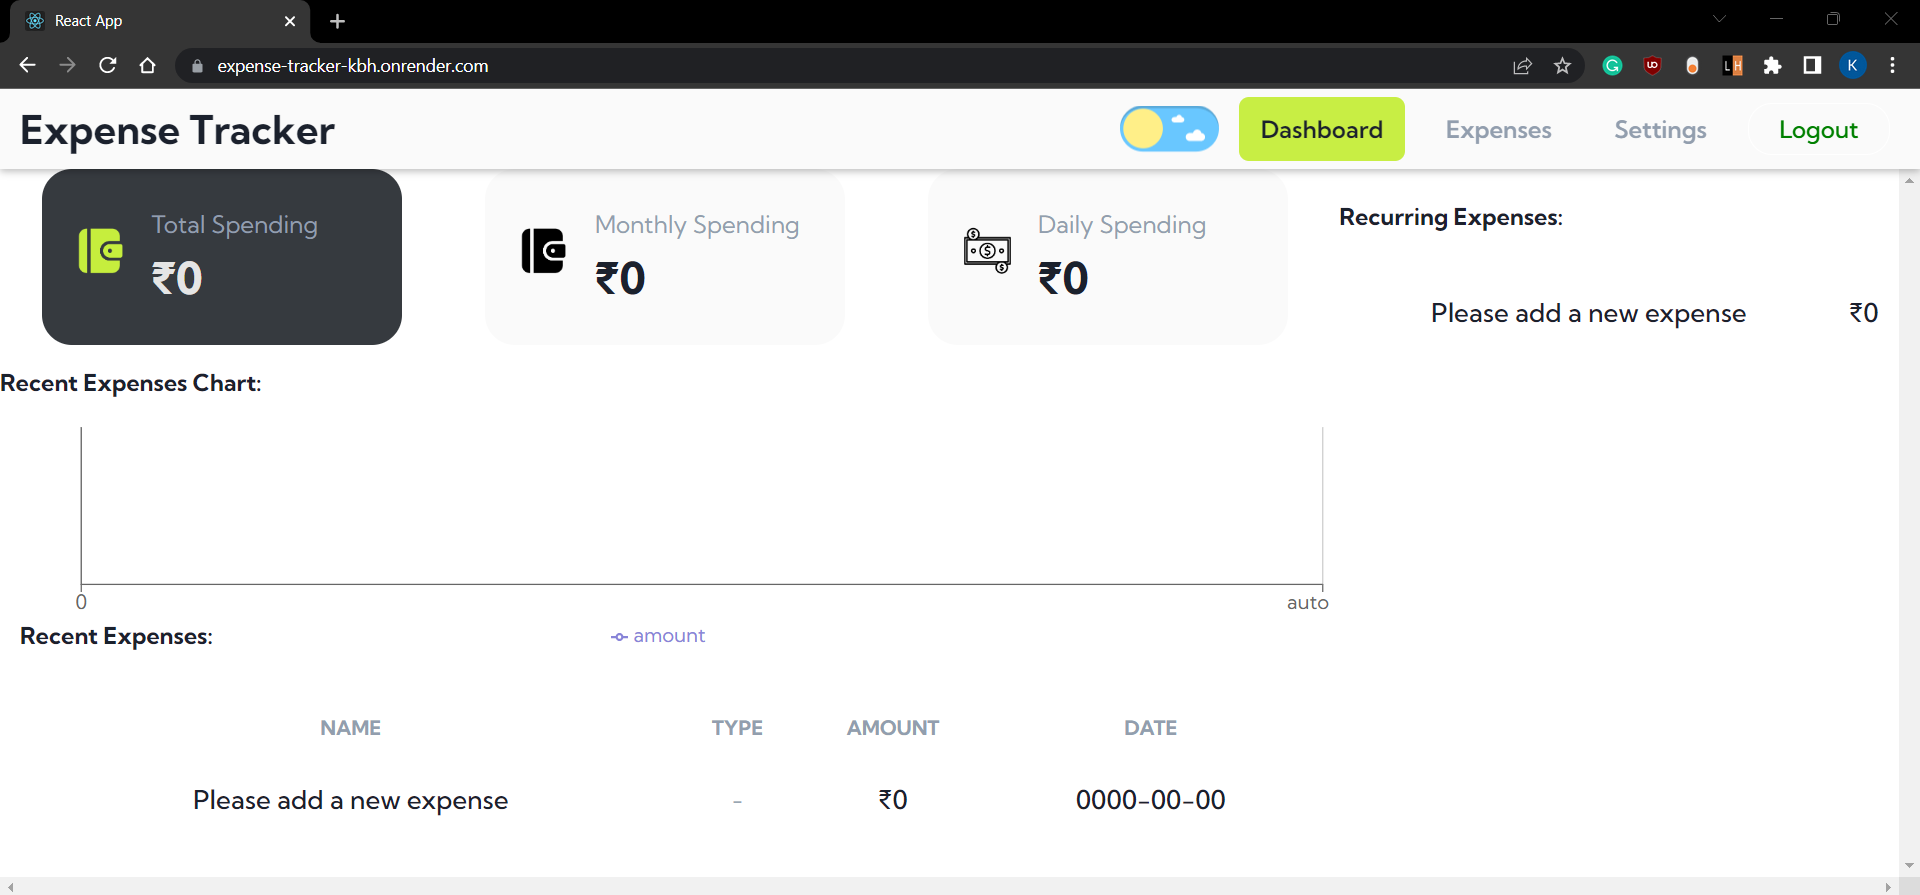 React App
expense-tracker-kbh.onrender.com
K
Expense Tracker
Dashboard
Expenses
Settings
Logout
Total Spending
₹0
Monthly Spending
₹0
Daily Spending
₹0
Recurring Expenses:
Please add a new expense ₹0
Recent Expenses Chart:
0 auto
amount
Recent Expenses:
NAME TYPE AMOUNT DATE
Please add a new expense - ₹0 0000-00-00